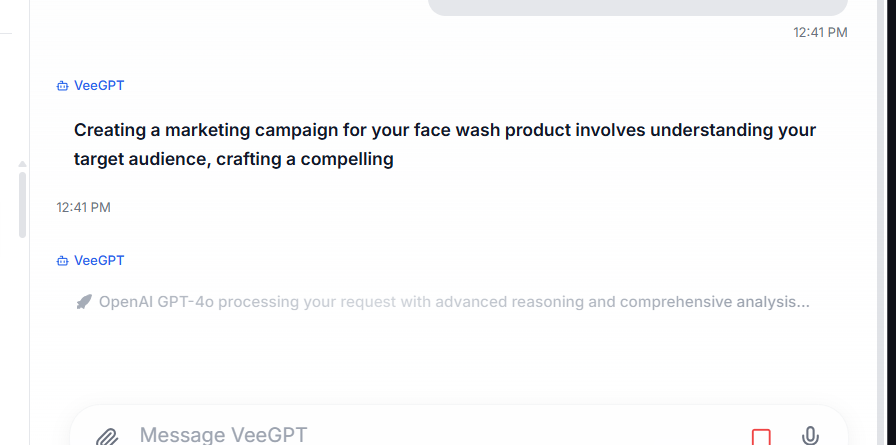 12:41 PM
VeeGPT
Creating a marketing campaign for your face wash product involves understanding your
target audience, crafting a compelling
12:41 PM
VeeGPT
OpenAI GPT-4o processing your request with advanced reasoning and comprehensive analysis...
Message VeeGPT